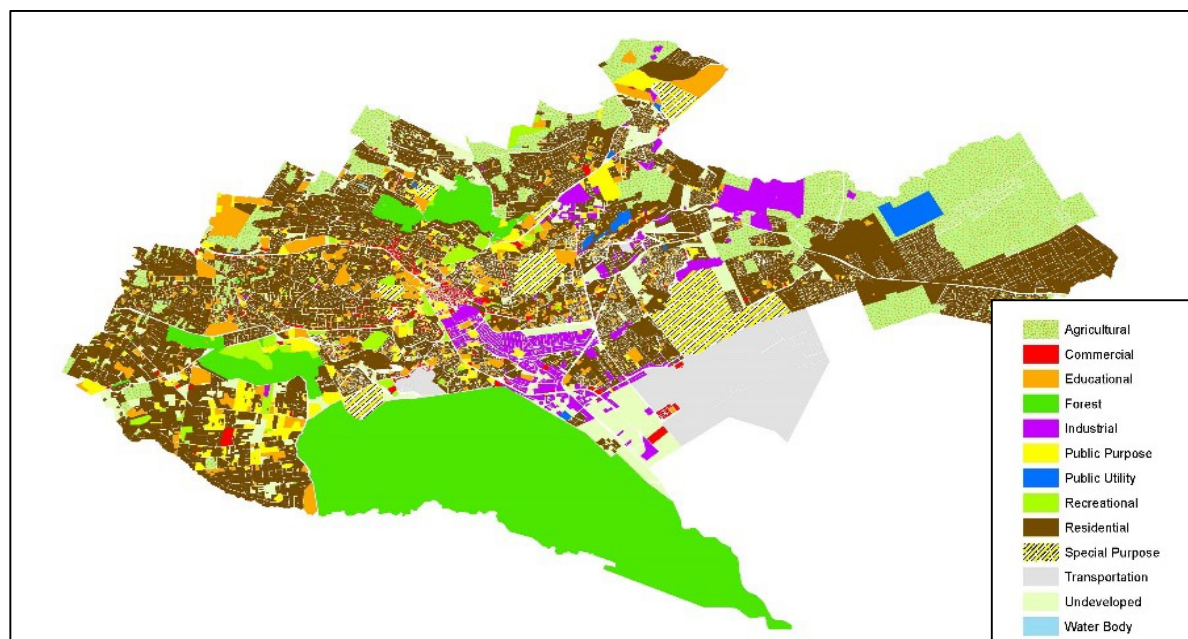 Agricultural
Commercial
Educational
Forest
Industrial
Public Purpose
Public Utility
Recreational
Residential
Special Purpose
Transportation
Undeveloped
Water Body